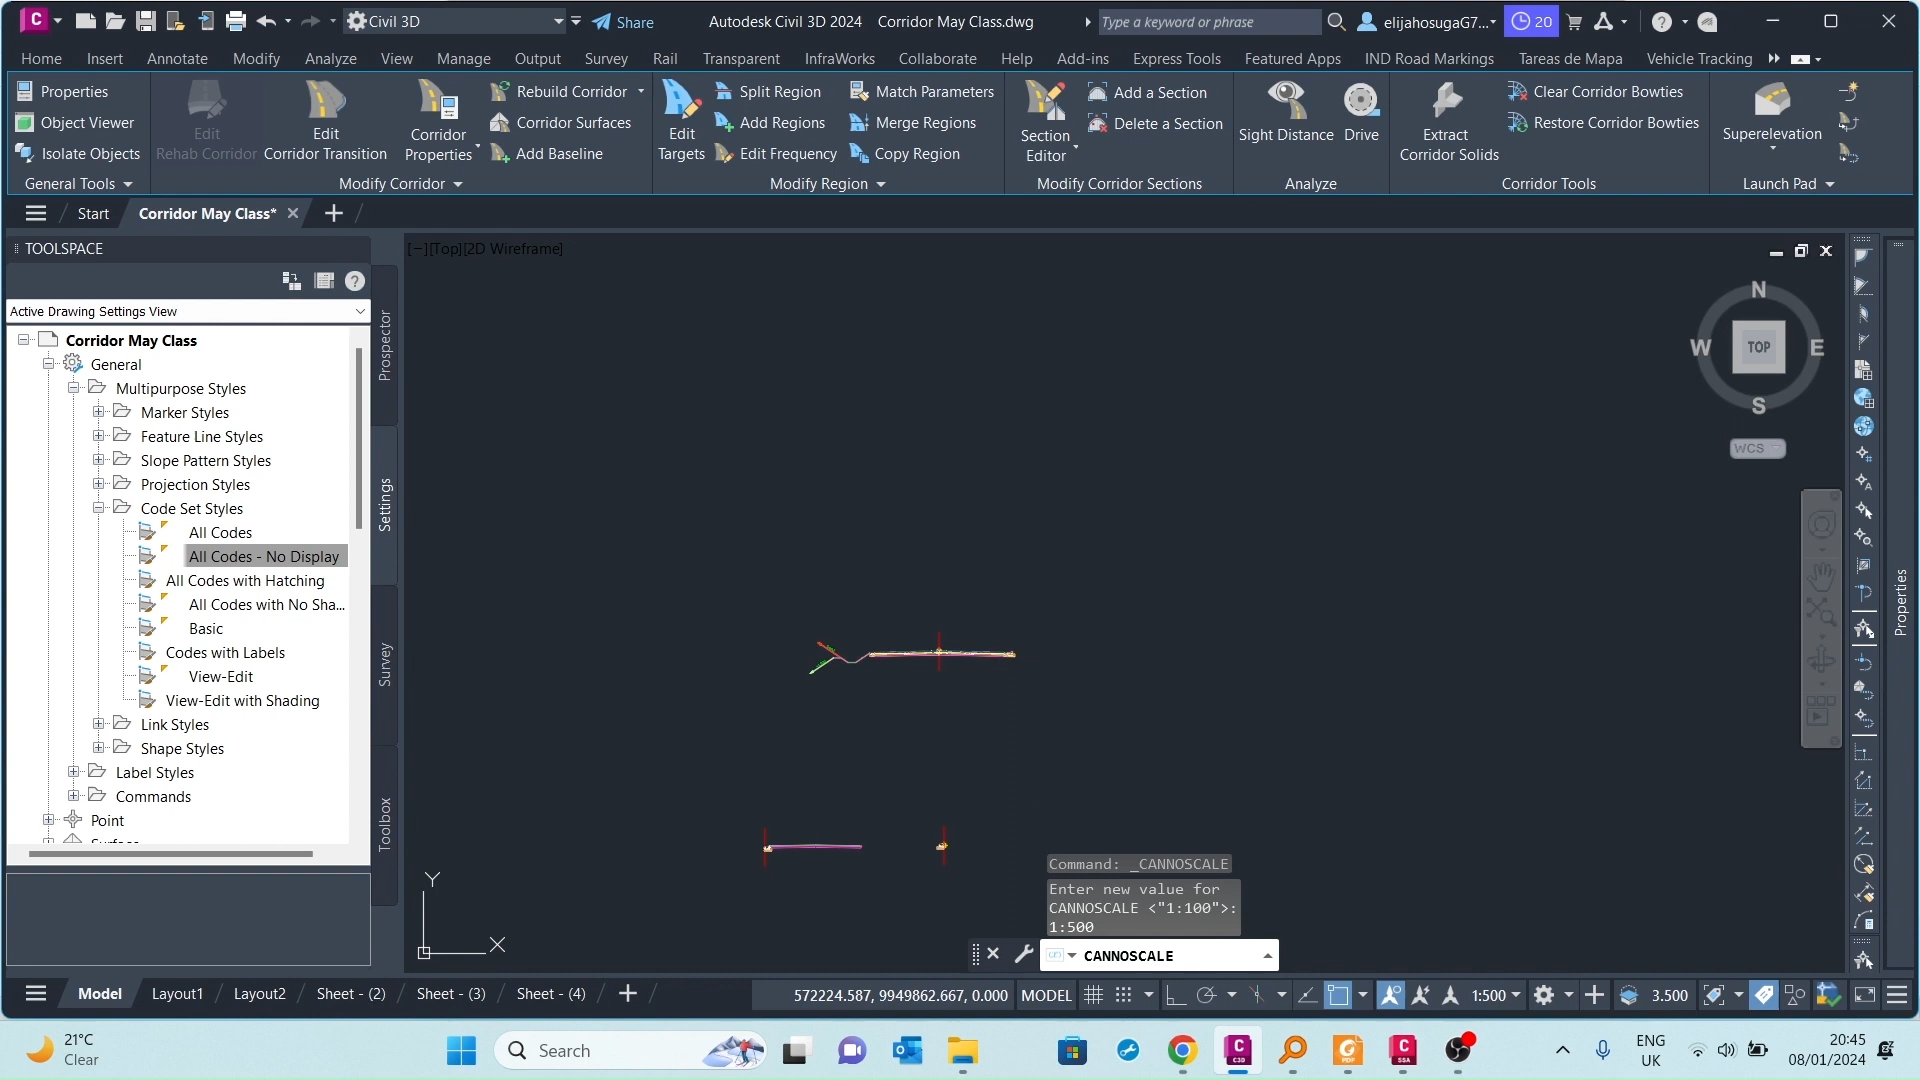 Civil 3D
Share
Autodesk Civil 3D 2024 Corridor May Class.dwg
Type a keyword or phrase
elijahosugaG7...
20
Home Insert Annotate Modify Analyze View Manage Output Survey Rail Transparent InfraWorks Collaborate Help Add-ins Express Tools Featured Apps IND Road Markings Tareas de Mapa Vehicle Tracking
Properties
Object Viewer
Isolate Objects
General Tools
Edit
Rehab Corridor
Edit
Corridor Transition
Corridor
Properties
Rebuild Corridor
Corridor Surfaces
Add Baseline
Modify Corridor
Edit
Targets
Split Region
Add Regions
Edit Frequency
Match Parameters
Merge Regions
Copy Region
Modify Region
Section
Editor
Add a Section
Delete a Section
Modify Corridor Sections
Sight Distance
Drive
Analyze
Extract
Corridor Solids
Clear Corridor Bowties
Restore Corridor Bowties
Corridor Tools
Superelevation
Launch Pad
Start
Corridor May Class*
TOOLSPACE
Active Drawing Settings View
Corridor May Class
General
Multipurpose Styles
Marker Styles
Feature Line Styles
Slope Pattern Styles
Projection Styles
Code Set Styles
All Codes
All Codes - No Display
All Codes with Hatching
All Codes with No Sha...
Basic
Codes with Labels
View-Edit
View-Edit with Shading
Link Styles
Shape Styles
Label Styles
Commands
Point
Surface
Prospector
Settings
Survey
Toolbox
[−][Top][2D Wireframe]
N
W TOP E
S
WCS
Properties
Y
X
Command: _CANNOSCALE
Enter new value for
CANNOSCALE <"1:100">:
1:500
CANNOSCALE
Model Layout1 Layout2 Sheet - (2) Sheet - (3) Sheet - (4)
572224.587, 9949862.667, 0.000 MODEL 1:500 3.500
21°C
Clear
Search
ENG
UK
20:45
08/01/2024